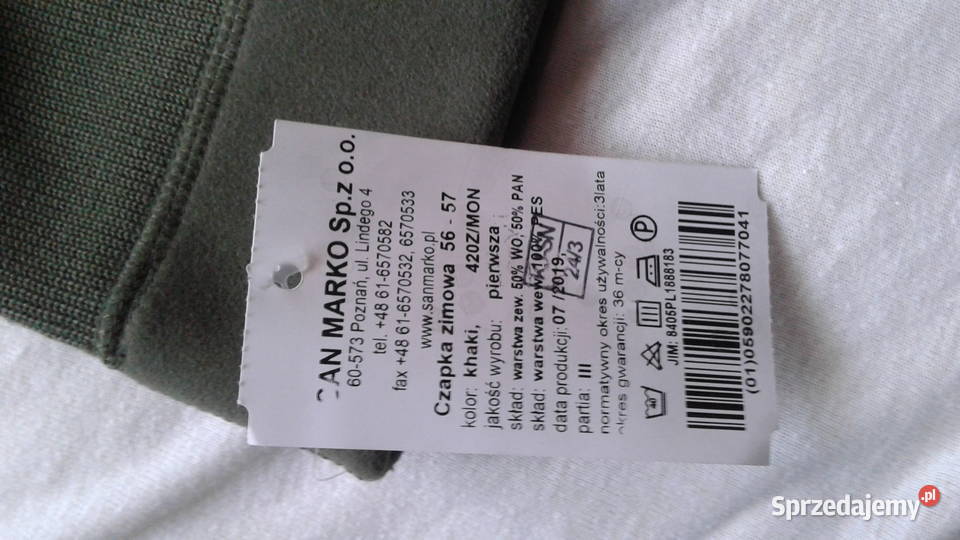 SAN MARKO Sp.z o.o.
60-573 Poznań, ul. Lindego 4
tel. +48 61-6570582
fax +48 61-6570532, 6570533
www.sanmarko.pl
Czapka zimowa 56 - 57
kolor: khaki, 420Z/MON
jakość wyrobu: pierwsza
skład: warstwa zew. 50% WO, 50% PAN
skład: warstwa wew. 100% PES
data produkcji: 07 /2019
partia: III
24/3
normatywny okres używalności:3lata
okres gwarancji: 36 m-cy
P
JIM: 8405PL1888183
(01)05902278077041
Sprzedajemy.pl